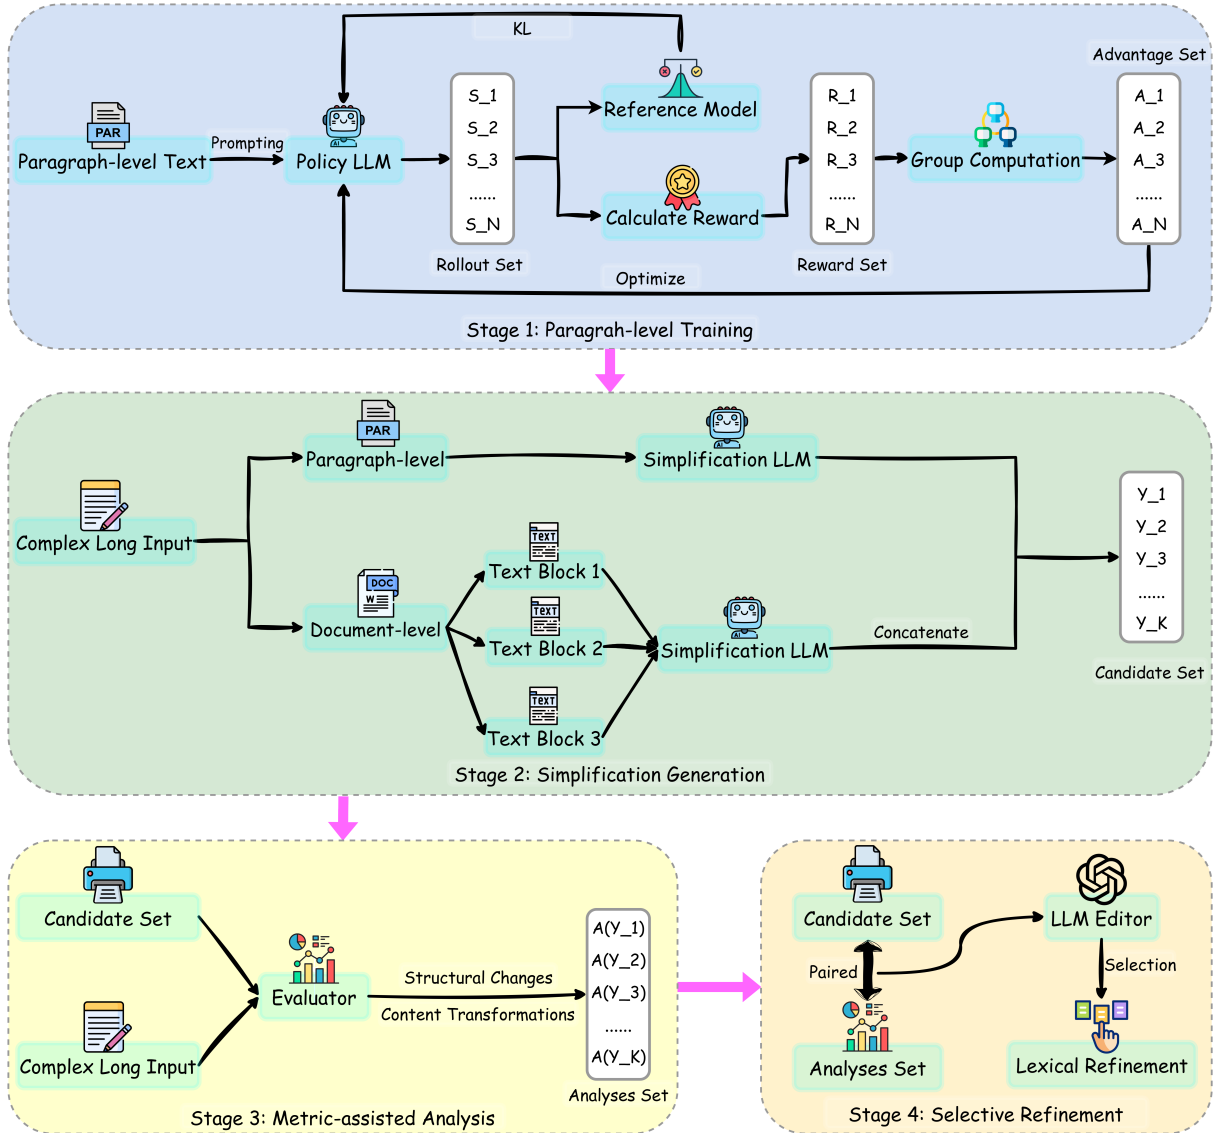 KL
Advantage Set
PAR
Paragraph-level Text
Prompting
AI
Policy LLM
S_1
S_2
S_3
......
S_N
Rollout Set
Reference Model
Calculate Reward
R_1
R_2
R_3
......
R_N
Reward Set
Group Computation
A_1
A_2
A_3
......
A_N
Optimize
Stage 1: Paragrah-level Training
Complex Long Input
PAR
Paragraph-level
AI
Simplification LLM
DOC
W
Document-level
TEXT
Text Block 1
TEXT
Text Block 2
TEXT
Text Block 3
AI
Simplification LLM
Concatenate
Y_1
Y_2
Y_3
......
Y_K
Candidate Set
Stage 2: Simplification Generation
Candidate Set
Complex Long Input
Evaluator
Structural Changes
Content Transformations
A(Y_1)
A(Y_2)
A(Y_3)
......
A(Y_K)
Analyses Set
Stage 3: Metric-assisted Analysis
Candidate Set
Paired
Analyses Set
LLM Editor
Selection
Lexical Refinement
Stage 4: Selective Refinement